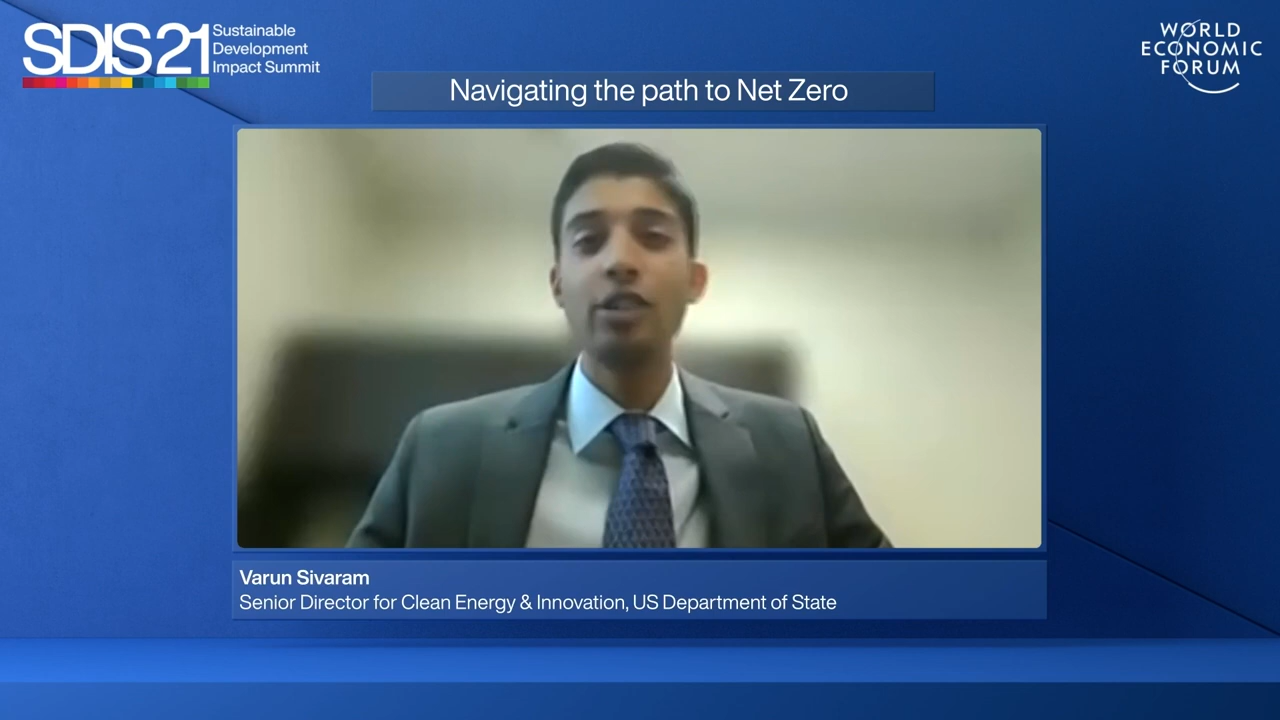 SDIS21
Sustainable
Development
Impact Summit
WORLD
ECONOMIC
FORUM
Navigating the path to Net Zero
Varun Sivaram
Senior Director for Clean Energy & Innovation, US Department of State